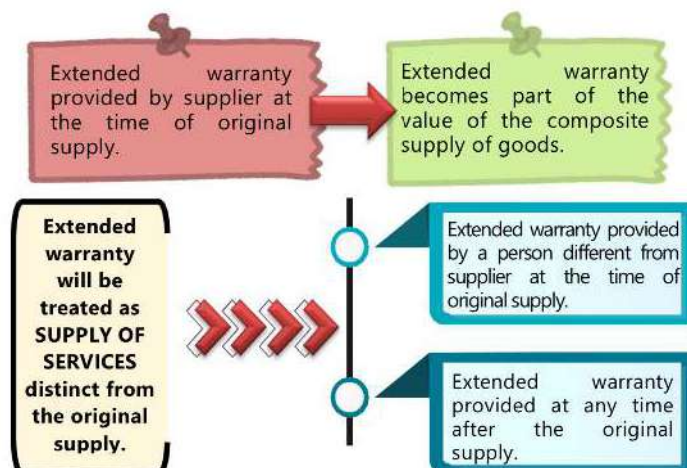 Extended warranty
provided by supplier at
the time of original
supply.
Extended warranty
becomes part of the
value of the composite
supply of goods.
Extended
warranty
will be
treated as
SUPPLY OF
SERVICES
distinct from
the original
supply.
Extended warranty provided
by a person different from
supplier at the time of
original supply.
Extended warranty
provided at any time
after the original
supply.